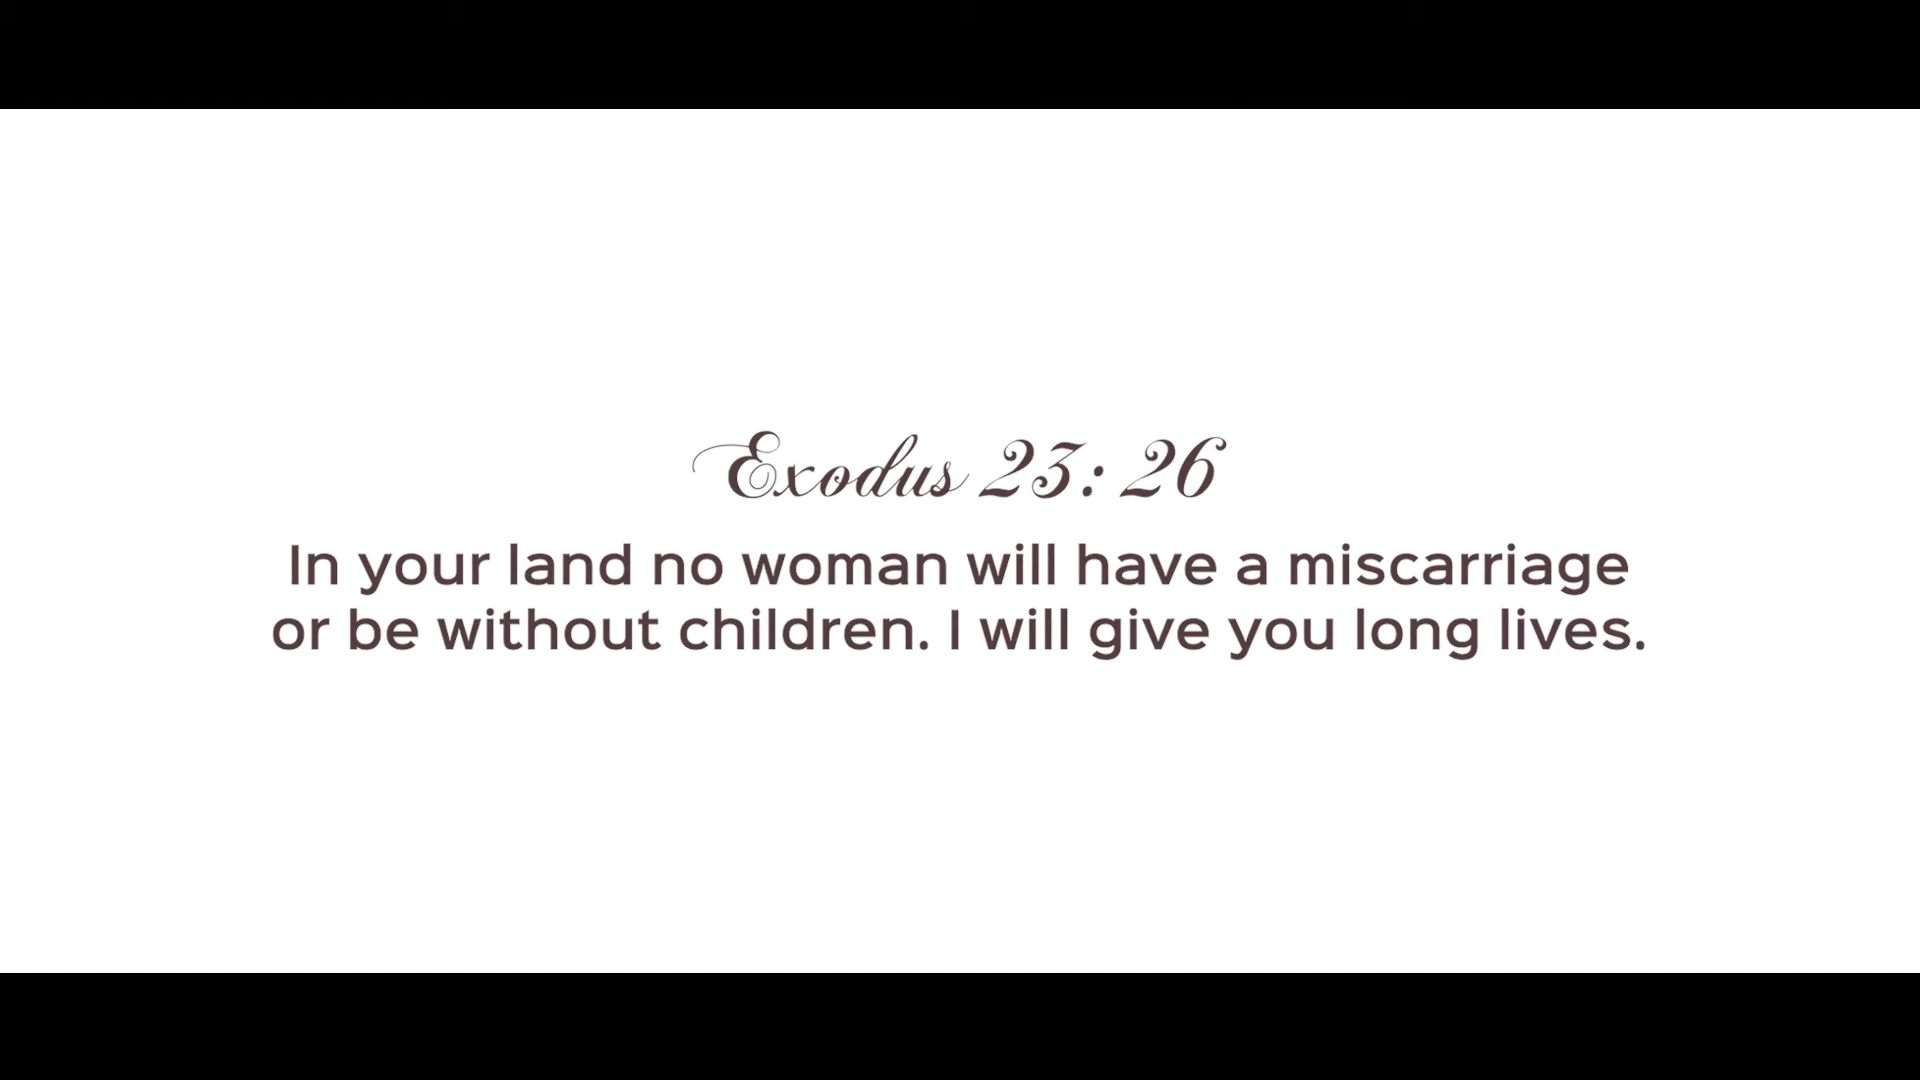 Exodus 23: 26
In your land no woman will have a miscarriage
or be without children. I will give you long lives.